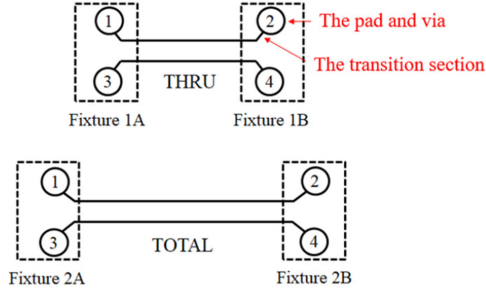 1
2
The pad and via
The transition section
3
THRU
4
Fixture 1A
Fixture 1B
1
2
3
TOTAL
4
Fixture 2A
Fixture 2B